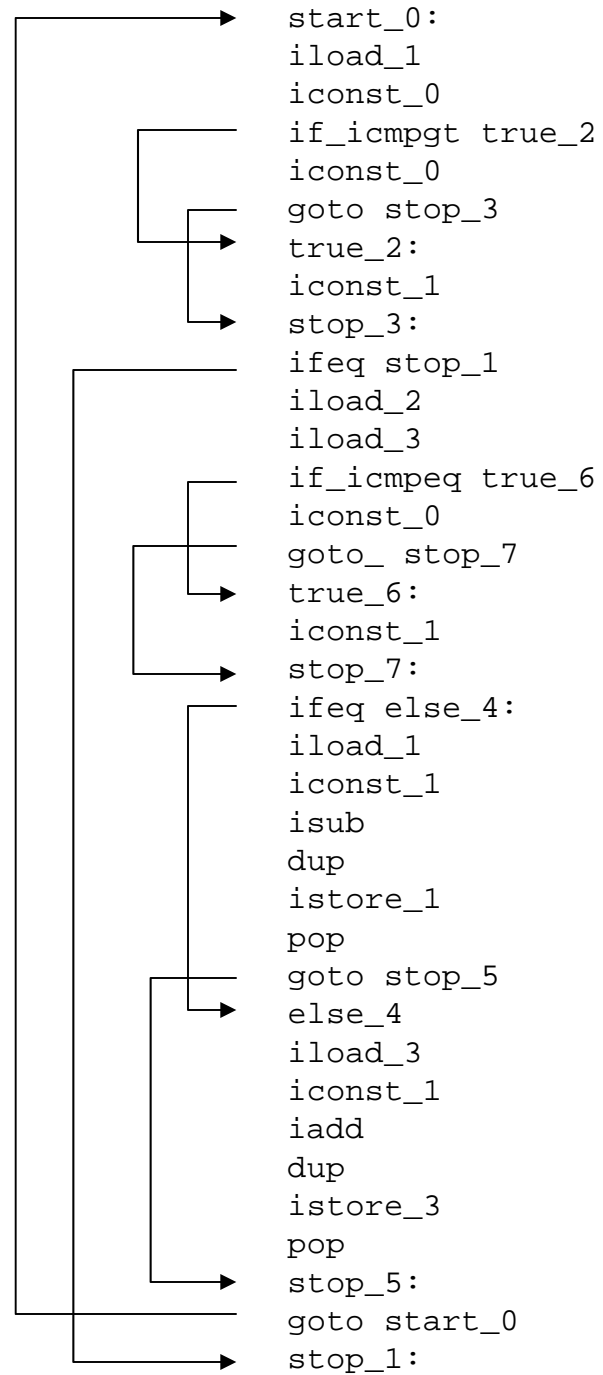 start_0:
iload_1
iconst_0
if_icmpgt true_2
iconst_0
goto stop_3
true_2:
iconst_1
stop_3:
ifeq stop_1
iload_2
iload_3
if_icmpeq true_6
iconst_0
goto_ stop_7
true_6:
iconst_1
stop_7:
ifeq else_4:
iload_1
iconst_1
isub
dup
istore_1
pop
goto stop_5
else_4
iload_3
iconst_1
iadd
dup
istore_3
pop
stop_5:
goto start_0
stop_1: